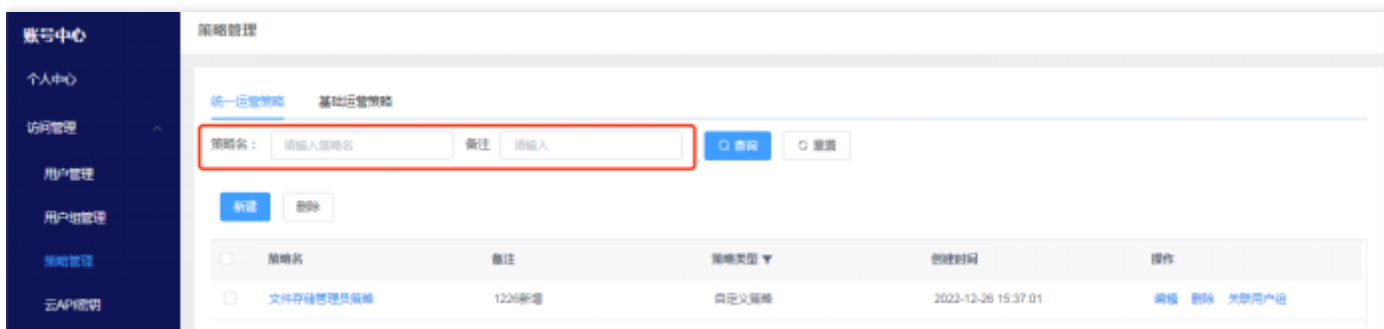 账号中心
策略管理
个人中心
统一运营策略 基础运营策略
访问管理
策略名： 请输入策略名 备注 请输入 查询 重置
用户管理
新建 删除
用户组管理
策略管理
策略名 备注 策略类型 创建时间 操作
云API密钥
文件存储管理员策略 1226新增 自定义策略 2022-12-26 15:37:01 编辑 删除 关联用户组